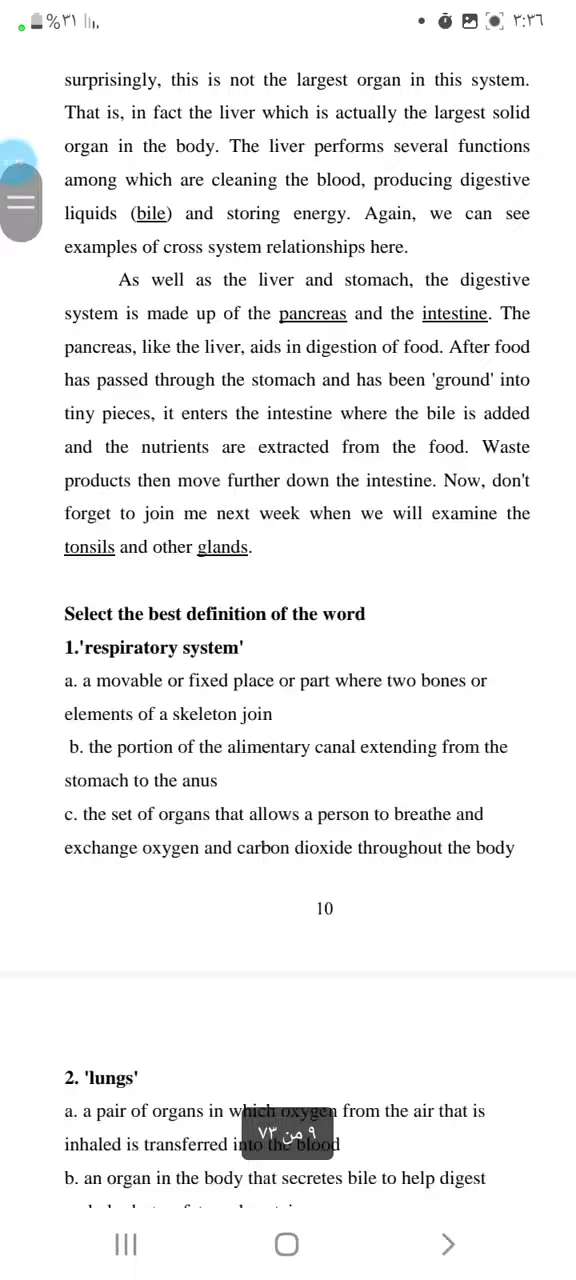 %٣١
٣:٣٦
surprisingly, this is not the largest organ in this system.
That is, in fact the liver which is actually the largest solid
organ in the body. The liver performs several functions
among which are cleaning the blood, producing digestive
liquids (bile) and storing energy. Again, we can see
examples of cross system relationships here.
As well as the liver and stomach, the digestive
system is made up of the pancreas and the intestine. The
pancreas, like the liver, aids in digestion of food. After food
has passed through the stomach and has been 'ground' into
tiny pieces, it enters the intestine where the bile is added
and the nutrients are extracted from the food. Waste
products then move further down the intestine. Now, don't
forget to join me next week when we will examine the
tonsils and other glands.
Select the best definition of the word
1.'respiratory system'
a. a movable or fixed place or part where two bones or
elements of a skeleton join
b. the portion of the alimentary canal extending from the
stomach to the anus
c. the set of organs that allows a person to breathe and
exchange oxygen and carbon dioxide throughout the body
10
2. 'lungs'
a. a pair of organs in which oxygen from the air that is
inhaled is transferred into the blood
٩ من ٧٣
b. an organ in the body that secretes bile to help digest